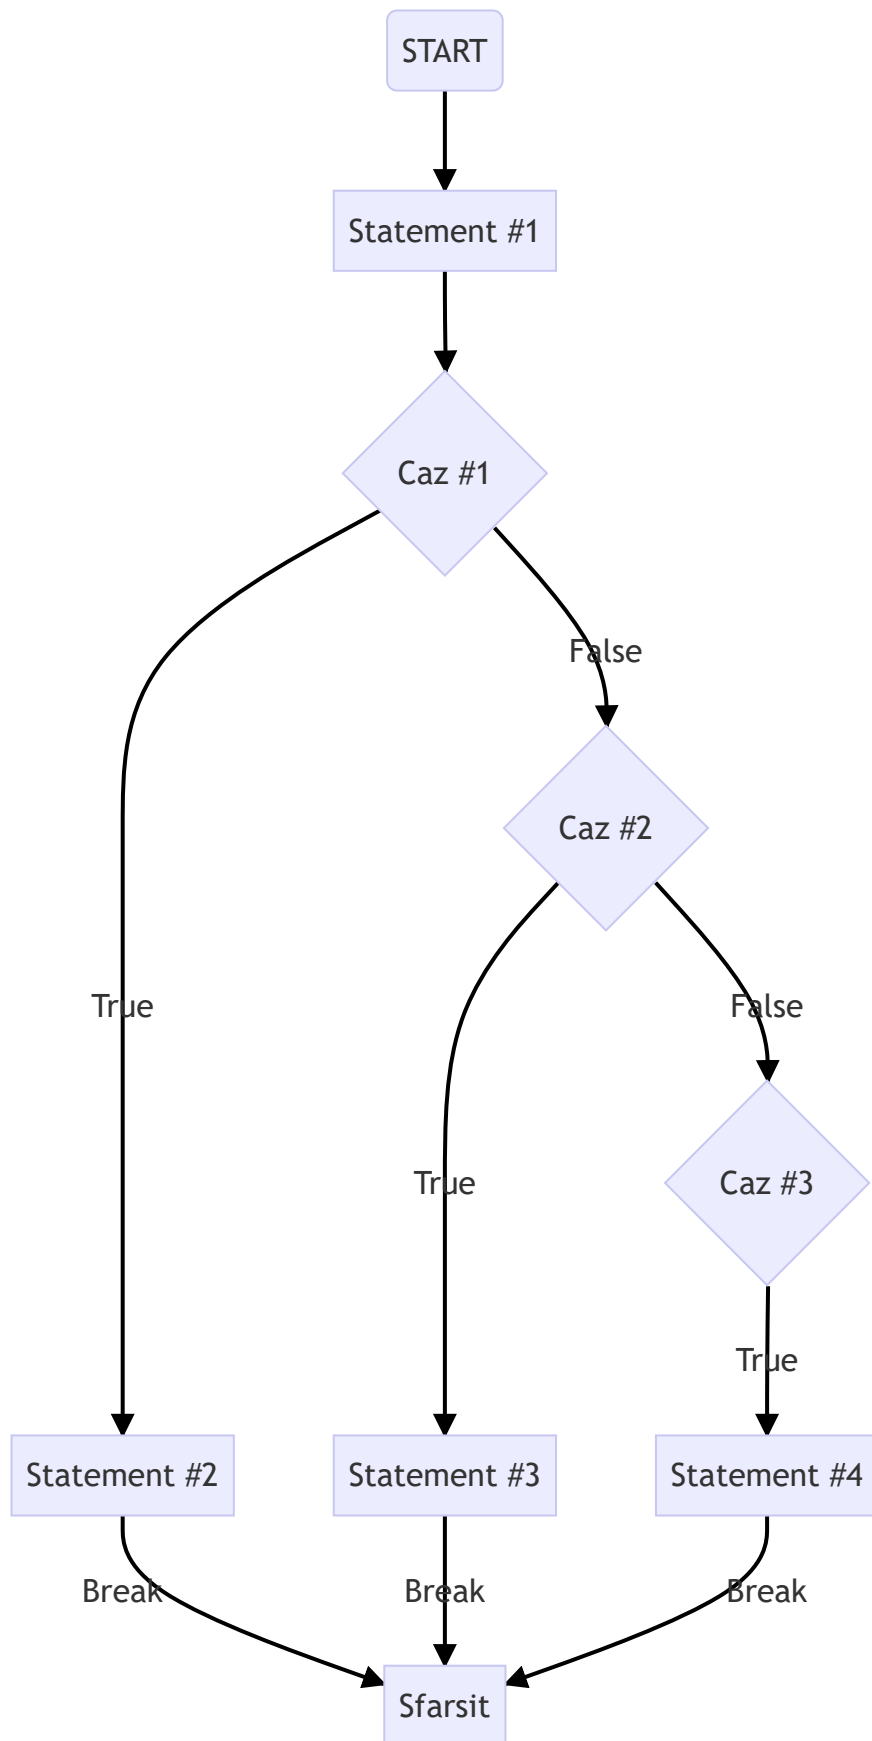 START
Statement #1
Caz #1
False
Caz #2
True
False
True
Caz #3
True
Statement #2
Statement #3
Statement #4
Break
Break
Break
Sfarsit